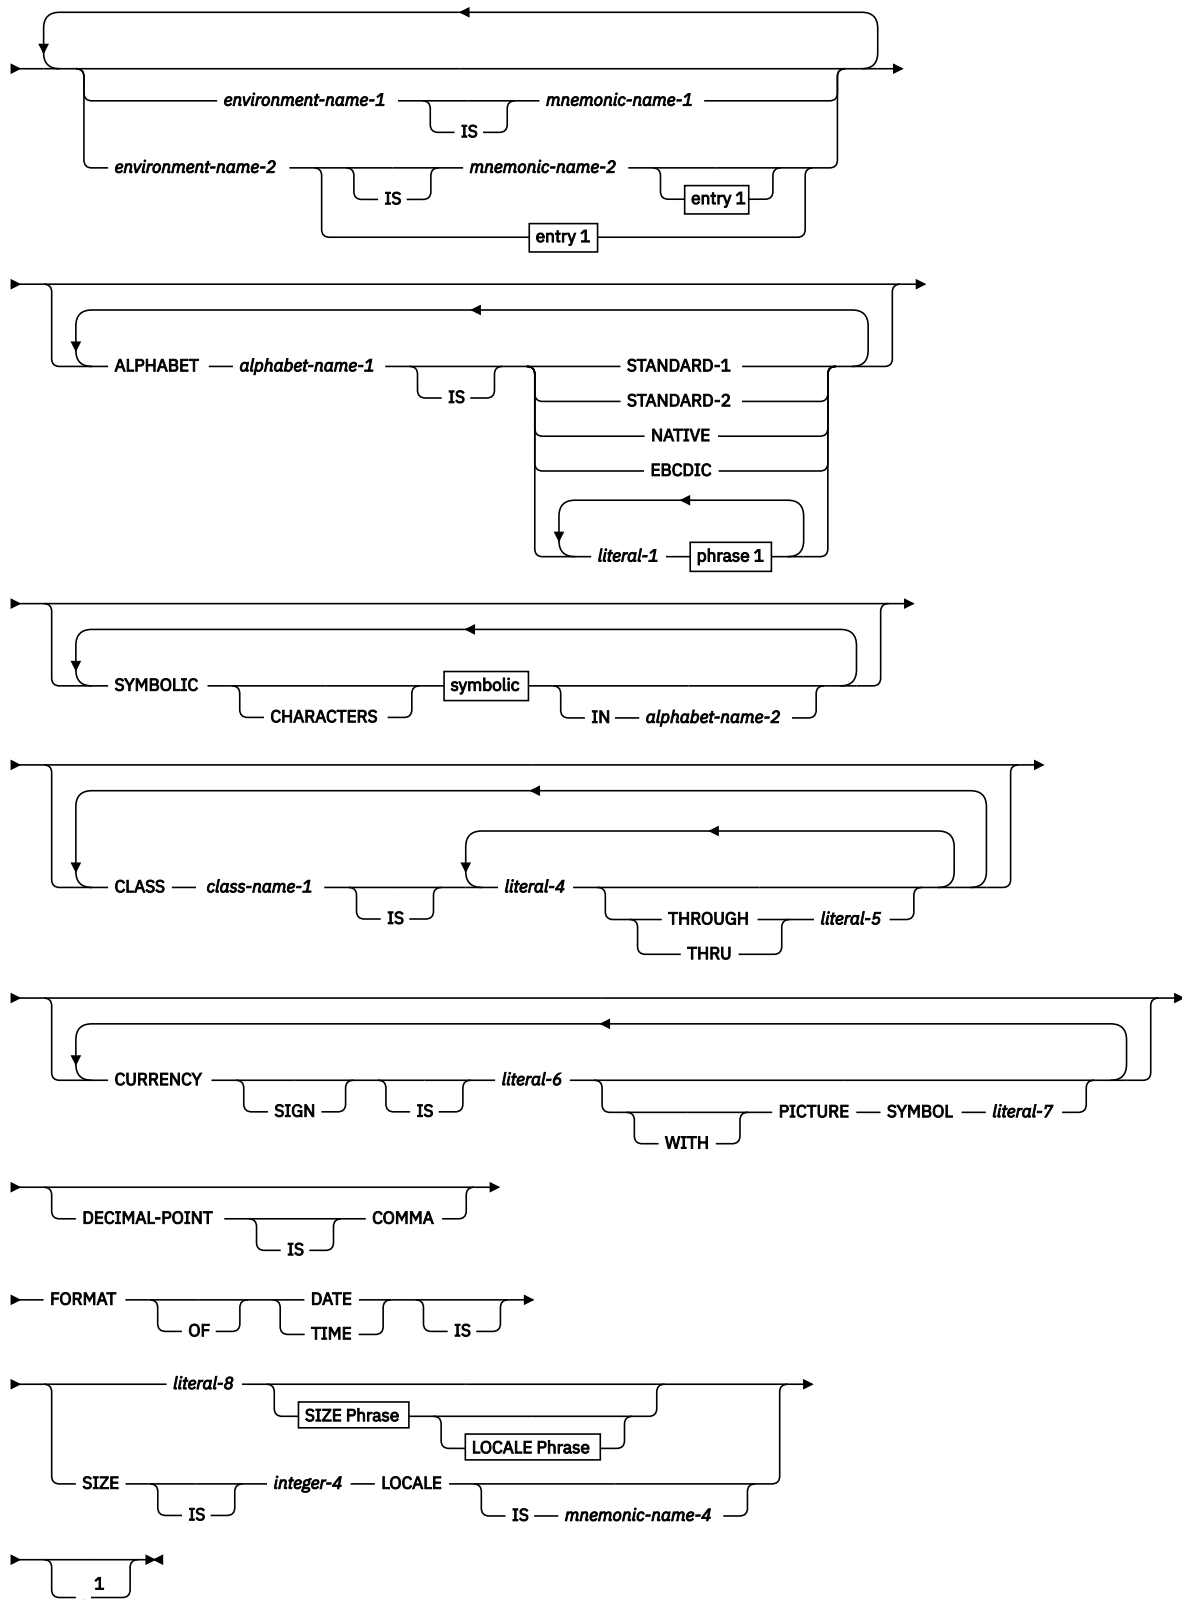 environment-name-1 mnemonic-name-1
IS
environment-name-2 mnemonic-name-2
IS entry 1
entry 1
ALPHABET alphabet-name-1 STANDARD-1
IS STANDARD-2
NATIVE
EBCDIC
literal-1 phrase 1
SYMBOLIC symbolic
CHARACTERS IN alphabet-name-2
CLASS class-name-1 literal-4
IS THROUGH literal-5
THRU
CURRENCY literal-6
SIGN IS PICTURE SYMBOL literal-7
WITH
DECIMAL-POINT COMMA
IS
FORMAT DATE
OF TIME IS
literal-8
SIZE Phrase
LOCALE Phrase
SIZE integer-4 LOCALE
IS IS mnemonic-name-4
1